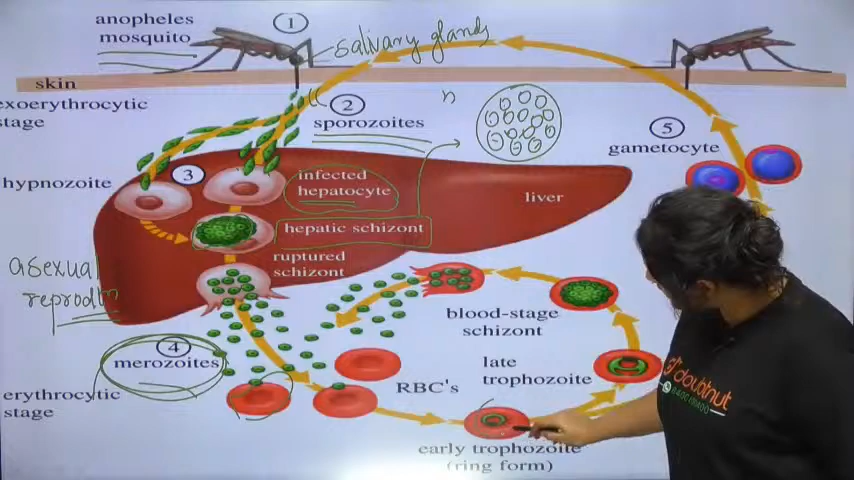 anopheles
mosquito
1
salivary glands
skin
exoerythrocytic
stage
2
n
sporozoites
5
gametocyte
hypnozoite
3
infected
hepatocyte
liver
hepatic schizont
ruptured
schizont
asexual
reprodn
blood-stage
schizont
4
merozoites
late
trophozoite
RBC's
erythrocytic
stage
early trophozoite
(ring form)
doubtnut